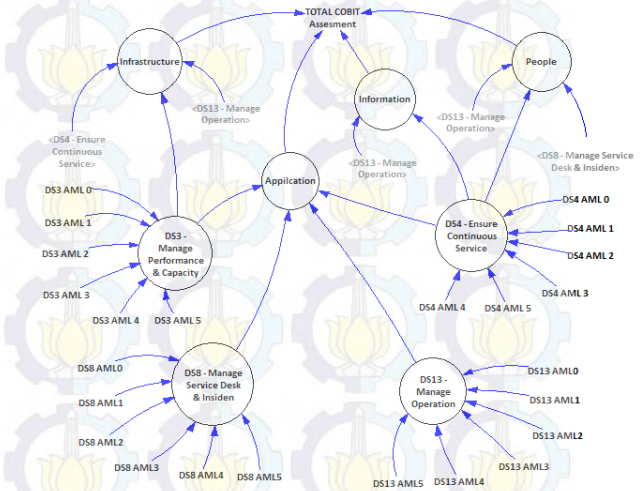 TOTAL COBIT
Assesment
Infrastructure
People
Information
<DS13 - Manage
Operation>
<DS13 - Manage
Operation>
<DS4 - Ensure
Continuous
Service>
<DS13 - Manage
Operation>
<DS8 - Manage Service
Desk & Insiden>
Application
DS3 AML 0
DS3 AML 1
DS3 AML 2
DS3 AML 3
DS3 AML 4
DS3 AML 5
DS3 -
Manage
Performance
& Capacity
DS4 - Ensure
Continuous
Service
DS4 AML 0
DS4 AML 1
DS4 AML 2
DS4 AML 3
DS4 AML 4
DS4 AML 5
DS8 AML0
DS8 AML1
DS8 AML2
DS8 AML3
DS8 AML4
DS8 AML5
DS8 - Manage
Service Desk
& Insiden
DS13 -
Manage
Operation
DS13 AML0
DS13 AML1
DS13 AML2
DS13 AML3
DS13 AML4
DS13 AML5